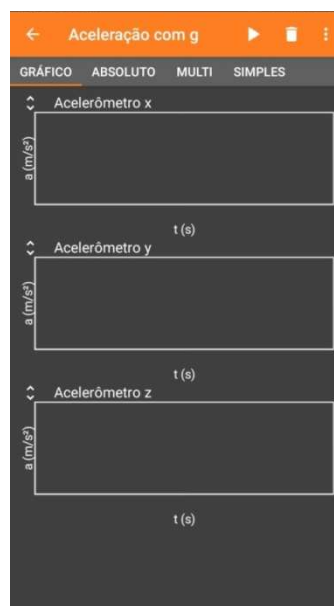 Aceleração com g
GRÁFICO ABSOLUTO MULTI SIMPLES
Acelerômetro x
a (m/s²)
t (s)
Acelerômetro y
a (m/s²)
t (s)
Acelerômetro z
a (m/s²)
t (s)